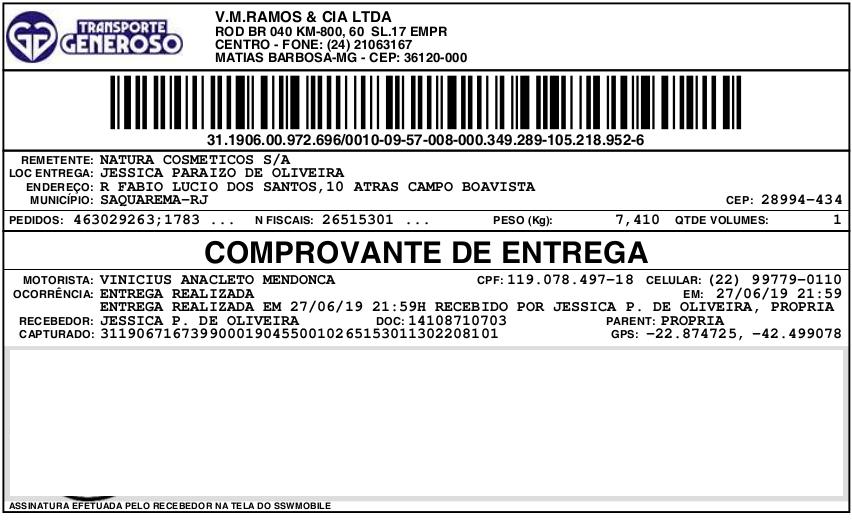 TRANSPORTE
GENEROSO
V.M.RAMOS & CIA LTDA
ROD BR 040 KM-800, 60 SL.17 EMPR
CENTRO - FONE: (24) 21063167
MATIAS BARBOSA-MG - CEP: 36120-000
31.1906.00.972.696/0010-09-57-008-000.349.289-105.218.952-6
REMETENTE: NATURA COSMETICOS S/A
LOC ENTREGA: JESSICA PARAIZO DE OLIVEIRA
ENDEREÇO: R FABIO LUCIO DOS SANTOS,10 ATRAS CAMPO BOAVISTA
MUNICÍPIO: SAQUAREMA-RJ CEP: 28994-434
PEDIDOS: 463029263;1783 ... N FISCAIS: 26515301 ... PESO (Kg): 7,410 QTDE VOLUMES: 1
COMPROVANTE DE ENTREGA
MOTORISTA: VINICIUS ANACLETO MENDONCA CPF: 119.078.497-18 CELULAR: (22) 99779-0110
OCORRÊNCIA: ENTREGA REALIZADA EM: 27/06/19 21:59
ENTREGA REALIZADA EM 27/06/19 21:59H RECEBIDO POR JESSICA P. DE OLIVEIRA, PROPRIA
RECEBEDOR: JESSICA P. DE OLIVEIRA DOC: 14108710703 PARENT: PROPRIA
CAPTURADO: 31190671673990001904550010265153011302208101 GPS: -22.874725, -42.499078
ASSINATURA EFETUADA PELO RECEBEDOR NA TELA DO SSWMOBILE